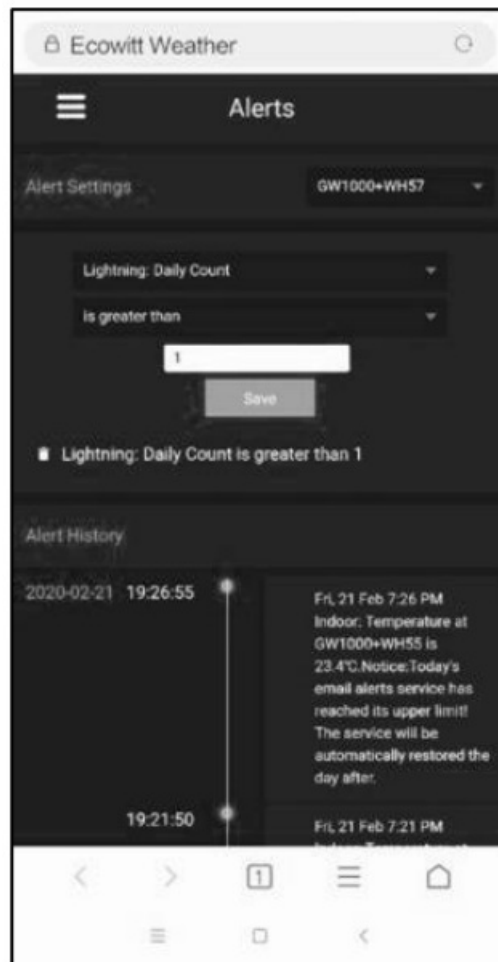 Ecowitt Weather
Alerts
Alert Settings
GW1000+WH57
Lightning: Daily Count
is greater than
1
Save
Lightning: Daily Count is greater than 1
Alert History
2020-02-21 19:26:55
Fri, 21 Feb 7:26 PM
Indoor: Temperature at
GW1000+WH55 is
23.4°C.Notice:Today's
email alerts service has
reached its upper limit!
The service will be
automatically restored the
day after.
19:21:50
Fri, 21 Feb 7:21 PM
1